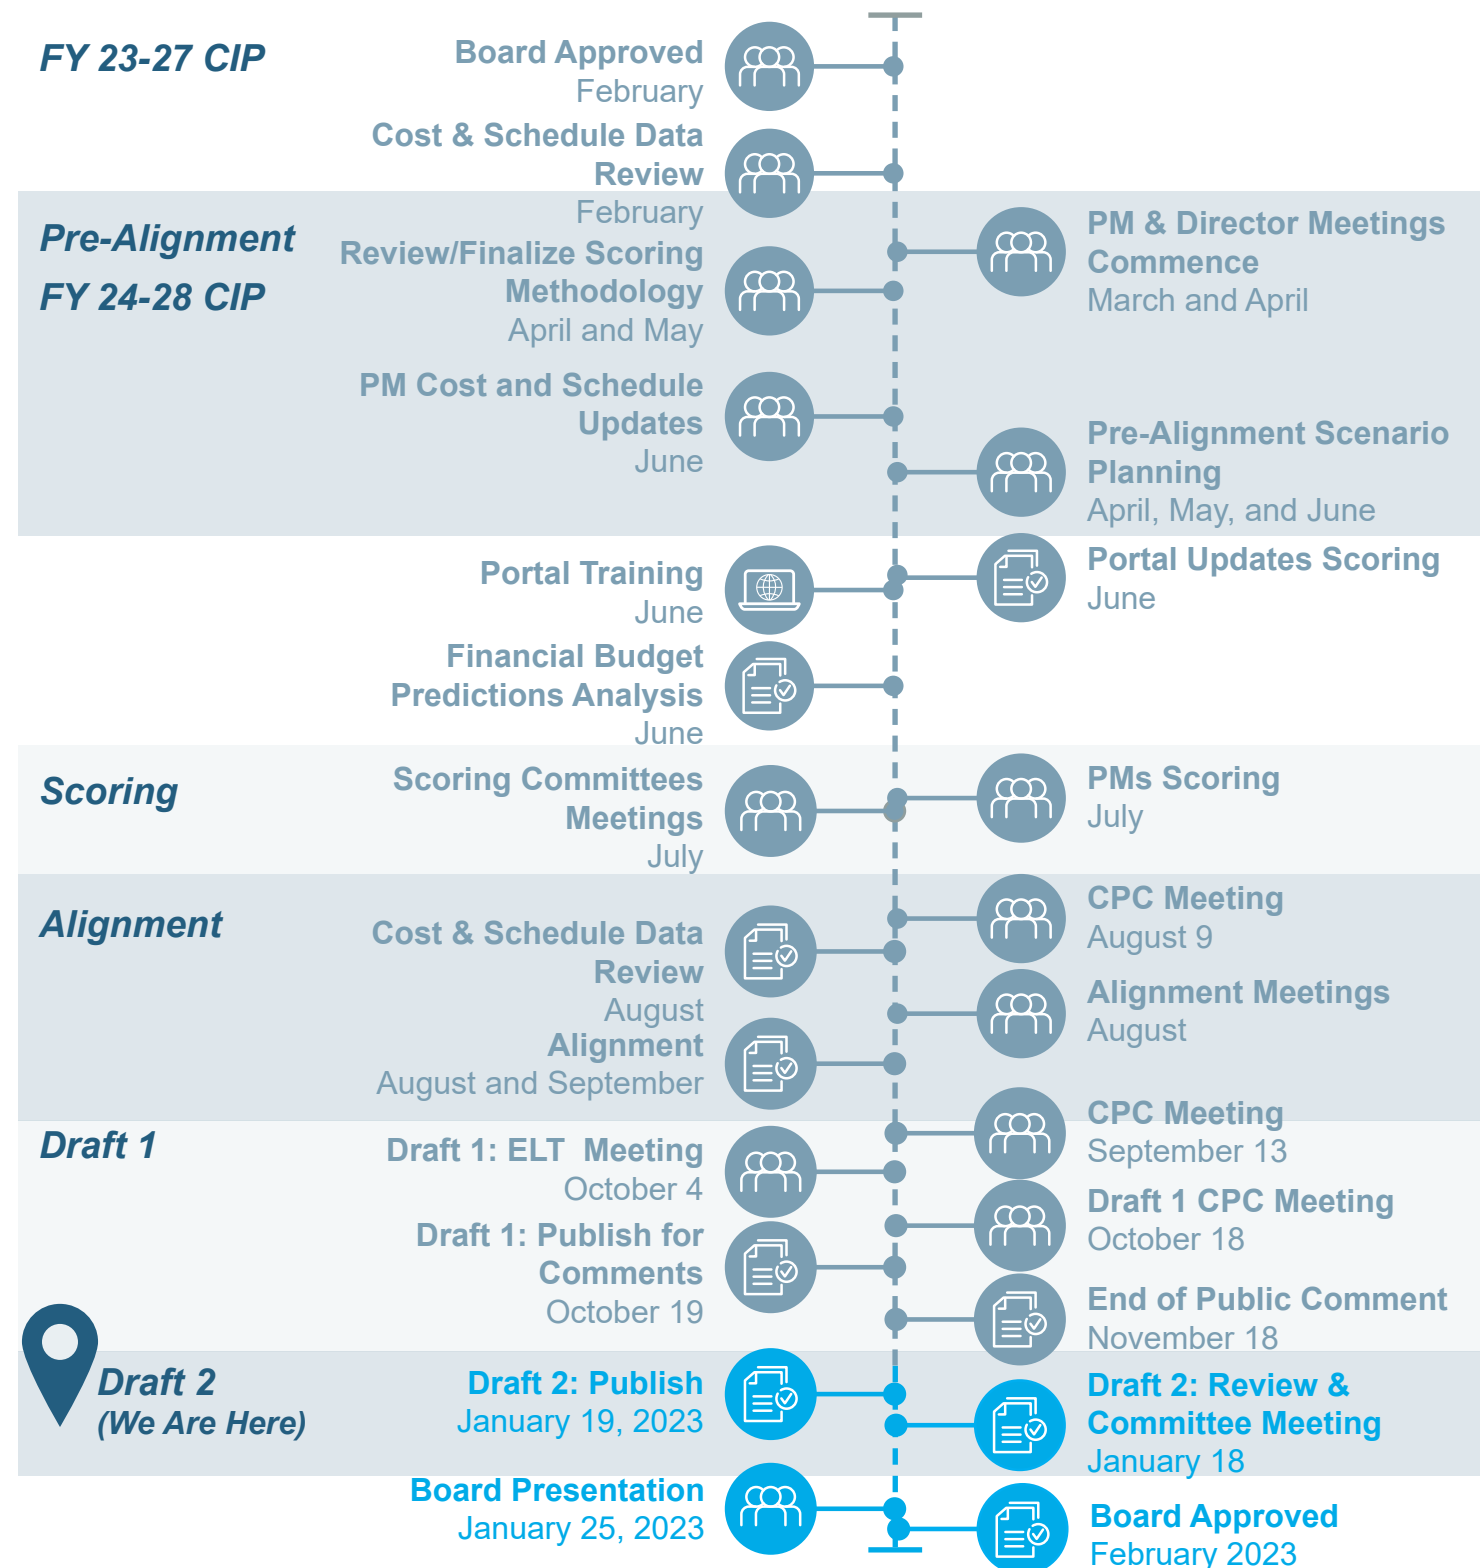 FY 23-27 CIP
Board Approved
February
Cost & Schedule Data
Review
February
Pre-Alignment
FY 24-28 CIP
PM & Director Meetings
Commence
March and April
Review/Finalize Scoring
Methodology
April and May
PM Cost and Schedule
Updates
June
Pre-Alignment Scenario
Planning
April, May, and June
Portal Training
June
Portal Updates Scoring
June
Financial Budget
Predictions Analysis
June
Scoring
Scoring Committees
Meetings
July
PMs Scoring
July
Alignment
CPC Meeting
August 9
Cost & Schedule Data
Review
August
Alignment Meetings
August
Alignment
August and September
CPC Meeting
September 13
Draft 1
Draft 1: ELT  Meeting
October 4
Draft 1 CPC Meeting
October 18
Draft 1: Publish for
Comments
October 19
End of Public Comment
November 18
Draft 2
(We Are Here)
Draft 2: Publish
January 19, 2023
Draft 2: Review &
Committee Meeting
January 18
Board Presentation
January 25, 2023
Board Approved
February 2023